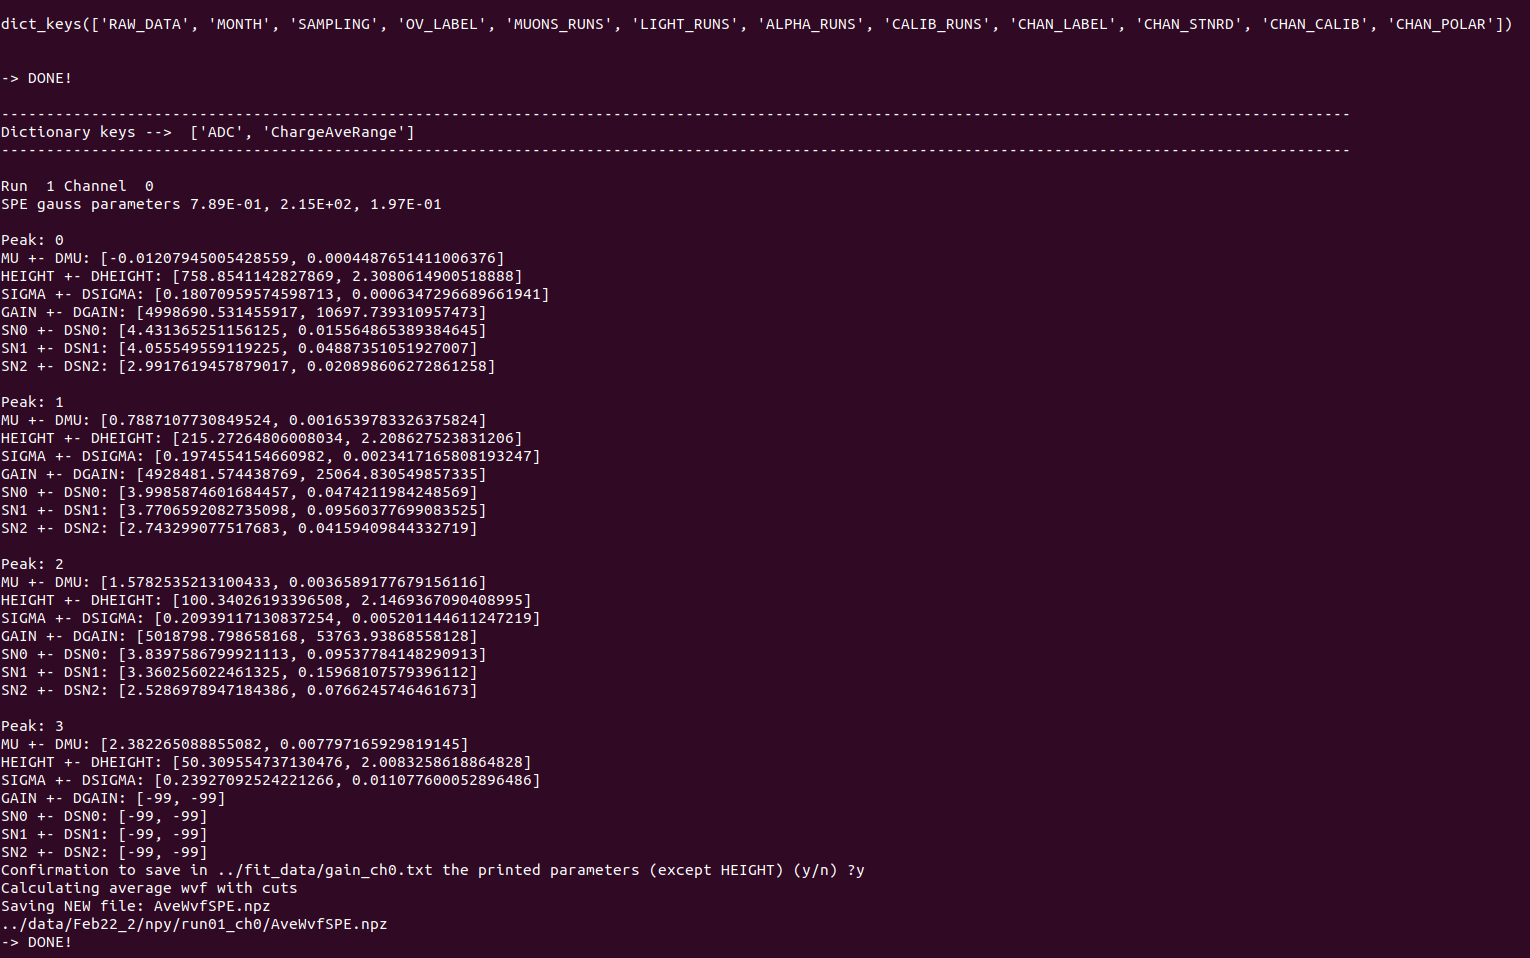 dict_keys(['RAW_DATA', 'MONTH', 'SAMPLING', 'OV_LABEL', 'MUONS_RUNS', 'LIGHT_RUNS', 'ALPHA_RUNS', 'CALIB_RUNS', 'CHAN_LABEL', 'CHAN_STNRD', 'CHAN_CALIB', 'CHAN_POLAR'])
-> DONE!
------------------------------------------------------------------------------------------------------------------------------------------------------
Dictionary keys --> ['ADC', 'ChargeAveRange']
------------------------------------------------------------------------------------------------------------------------------------------------------
Run  1 Channel  0
SPE gauss parameters 7.89E-01, 2.15E+02, 1.97E-01
Peak: 0
MU +- DMU: [-0.01207945005428559, 0.0004487651411006376]
HEIGHT +- DHEIGHT: [758.8541142827869, 2.3080614900518888]
SIGMA +- DSIGMA: [0.18070959574598713, 0.0006347296689661941]
GAIN +- DGAIN: [4998690.531455917, 10697.739310957473]
SN0 +- DSN0: [4.431365251156125, 0.015564865389384645]
SN1 +- DSN1: [4.055549559119225, 0.04887351051927007]
SN2 +- DSN2: [2.9917619457879017, 0.020898606272861258]
Peak: 1
MU +- DMU: [0.7887107730849524, 0.0016539783326375824]
HEIGHT +- DHEIGHT: [215.27264806008034, 2.208627523831206]
SIGMA +- DSIGMA: [0.1974554154660982, 0.0023417165808193247]
GAIN +- DGAIN: [4928481.574438769, 25064.830549857335]
SN0 +- DSN0: [3.9985874601684457, 0.0474211984248569]
SN1 +- DSN1: [3.7706592082735098, 0.09560377699083525]
SN2 +- DSN2: [2.743299077517683, 0.04159409844332719]
Peak: 2
MU +- DMU: [1.5782535213100433, 0.0036589177679156116]
HEIGHT +- DHEIGHT: [100.34026193396508, 2.1469367090408995]
SIGMA +- DSIGMA: [0.20939117130837254, 0.005201144611247219]
GAIN +- DGAIN: [5018798.798658168, 53763.93868558128]
SN0 +- DSN0: [3.8397586799921113, 0.09537784148290913]
SN1 +- DSN1: [3.360256022461325, 0.15968107579396112]
SN2 +- DSN2: [2.5286978947184386, 0.0766245746461673]
Peak: 3
MU +- DMU: [2.382265088855082, 0.007797165929819145]
HEIGHT +- DHEIGHT: [50.309554737130476, 2.0083258618864828]
SIGMA +- DSIGMA: [0.23927092524221266, 0.011077600052896486]
GAIN +- DGAIN: [-99, -99]
SN0 +- DSN0: [-99, -99]
SN1 +- DSN1: [-99, -99]
SN2 +- DSN2: [-99, -99]
Confirmation to save in ../fit_data/gain_ch0.txt the printed parameters (except HEIGHT) (y/n) ?y
Calculating average wvf with cuts
Saving NEW file: AveWvfSPE.npz
../data/Feb22_2/npy/run01_ch0/AveWvfSPE.npz
-> DONE!